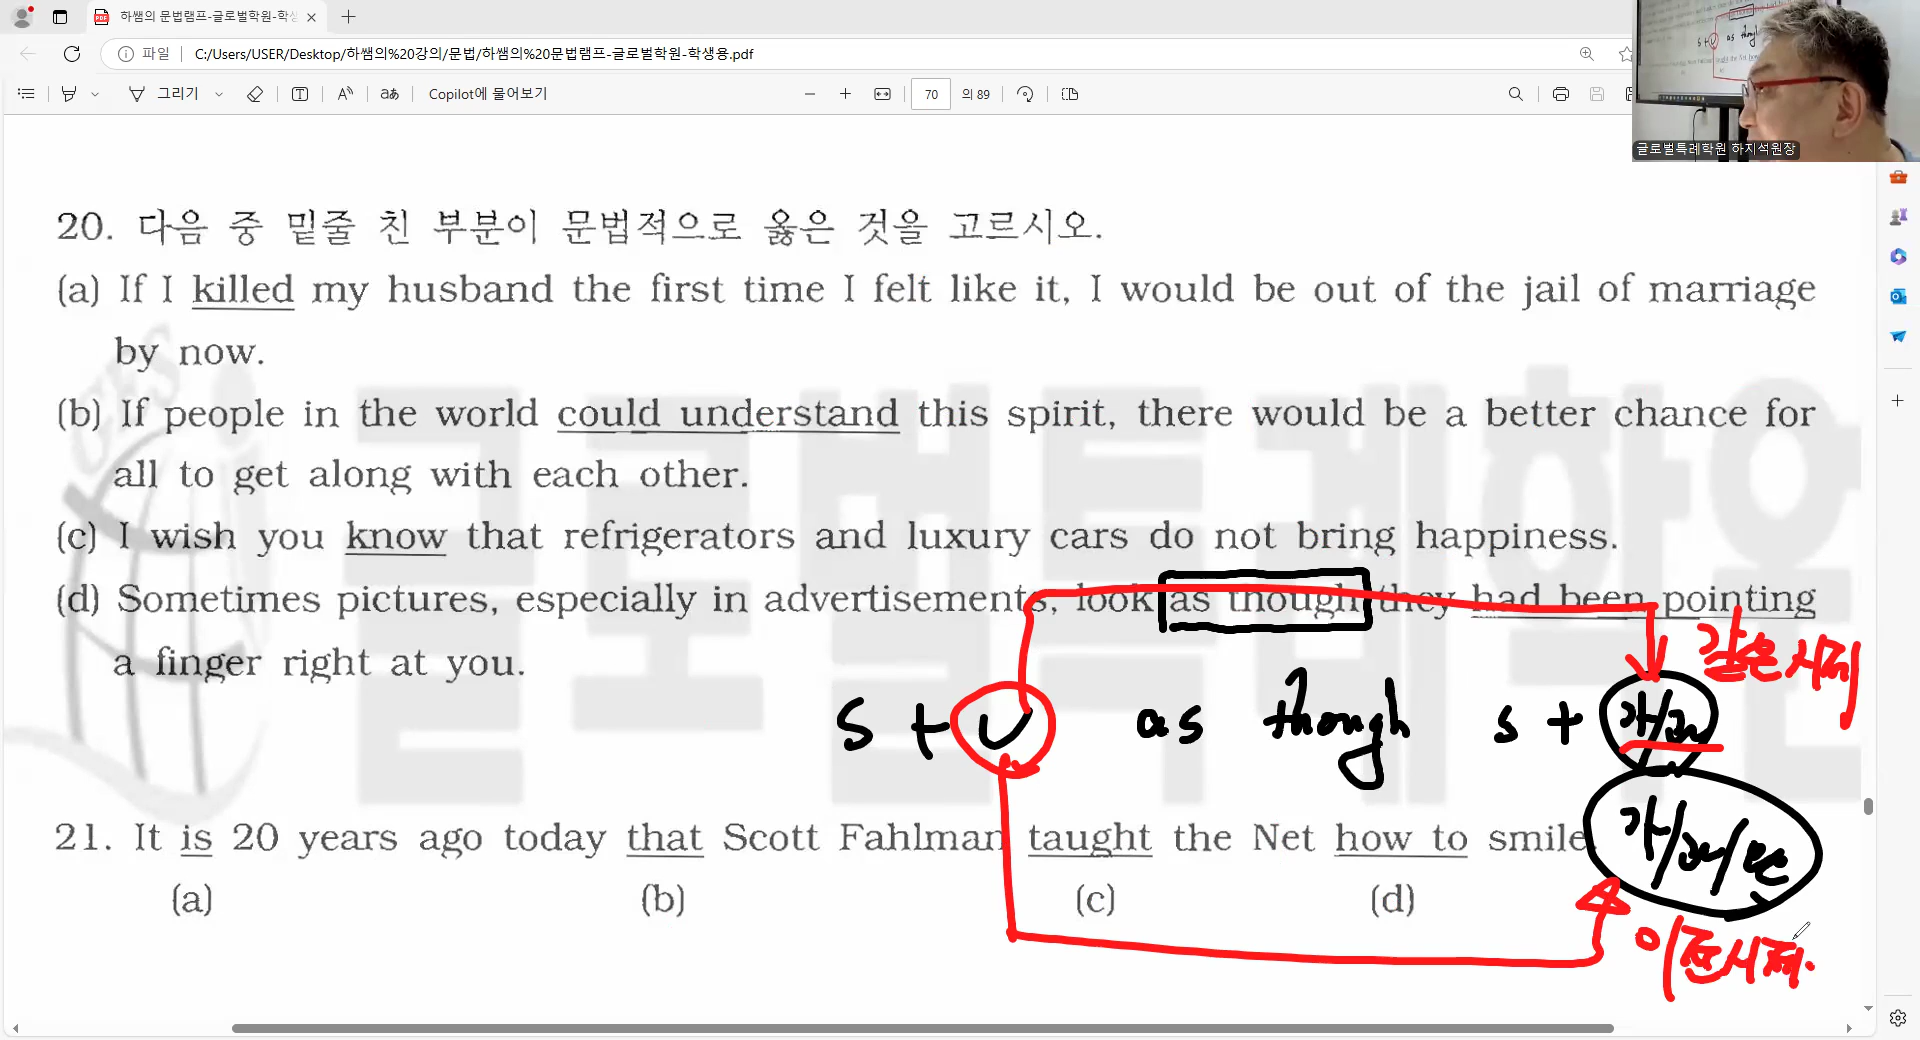 하쌤의 문법램프-글로벌학원-학생
파일 C:/Users/USER/Desktop/하쌤의%20강의/문법/하쌤의%20문법램프-글로벌학원-학생용.pdf
그리기 aあ Copilot에 물어보기 70 의 89
글로벌특례학원 하지석원장
20. 다음 중 밑줄 친 부분이 문법적으로 옳은 것을 고르시오.
(a) If I killed my husband the first time I felt like it, I would be out of the jail of marriage
by now.
(b) If people in the world could understand this spirit, there would be a better chance for
all to get along with each other.
(c) I wish you know that refrigerators and luxury cars do not bring happiness.
(d) Sometimes pictures, especially in advertisements, look as though they had been pointing
a finger right at you.
같은 시제
S + V as though S + 가/과
가/과/완
21. It is 20 years ago today that Scott Fahlman taught the Net how to smile.
(a) (b) (c) (d)
이전시제.
글로벌특례학원